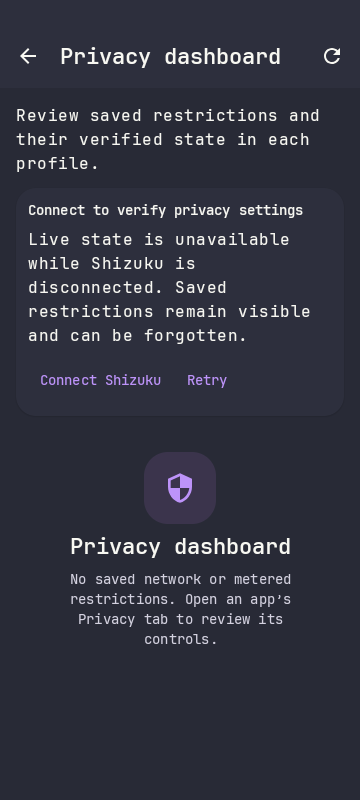 Privacy dashboard
Review saved restrictions and
their verified state in each
profile.
Connect to verify privacy settings
Live state is unavailable
while Shizuku is
disconnected. Saved
restrictions remain visible
and can be forgotten.
Connect Shizuku Retry
Privacy dashboard
No saved network or metered
restrictions. Open an app's
Privacy tab to review its
controls.